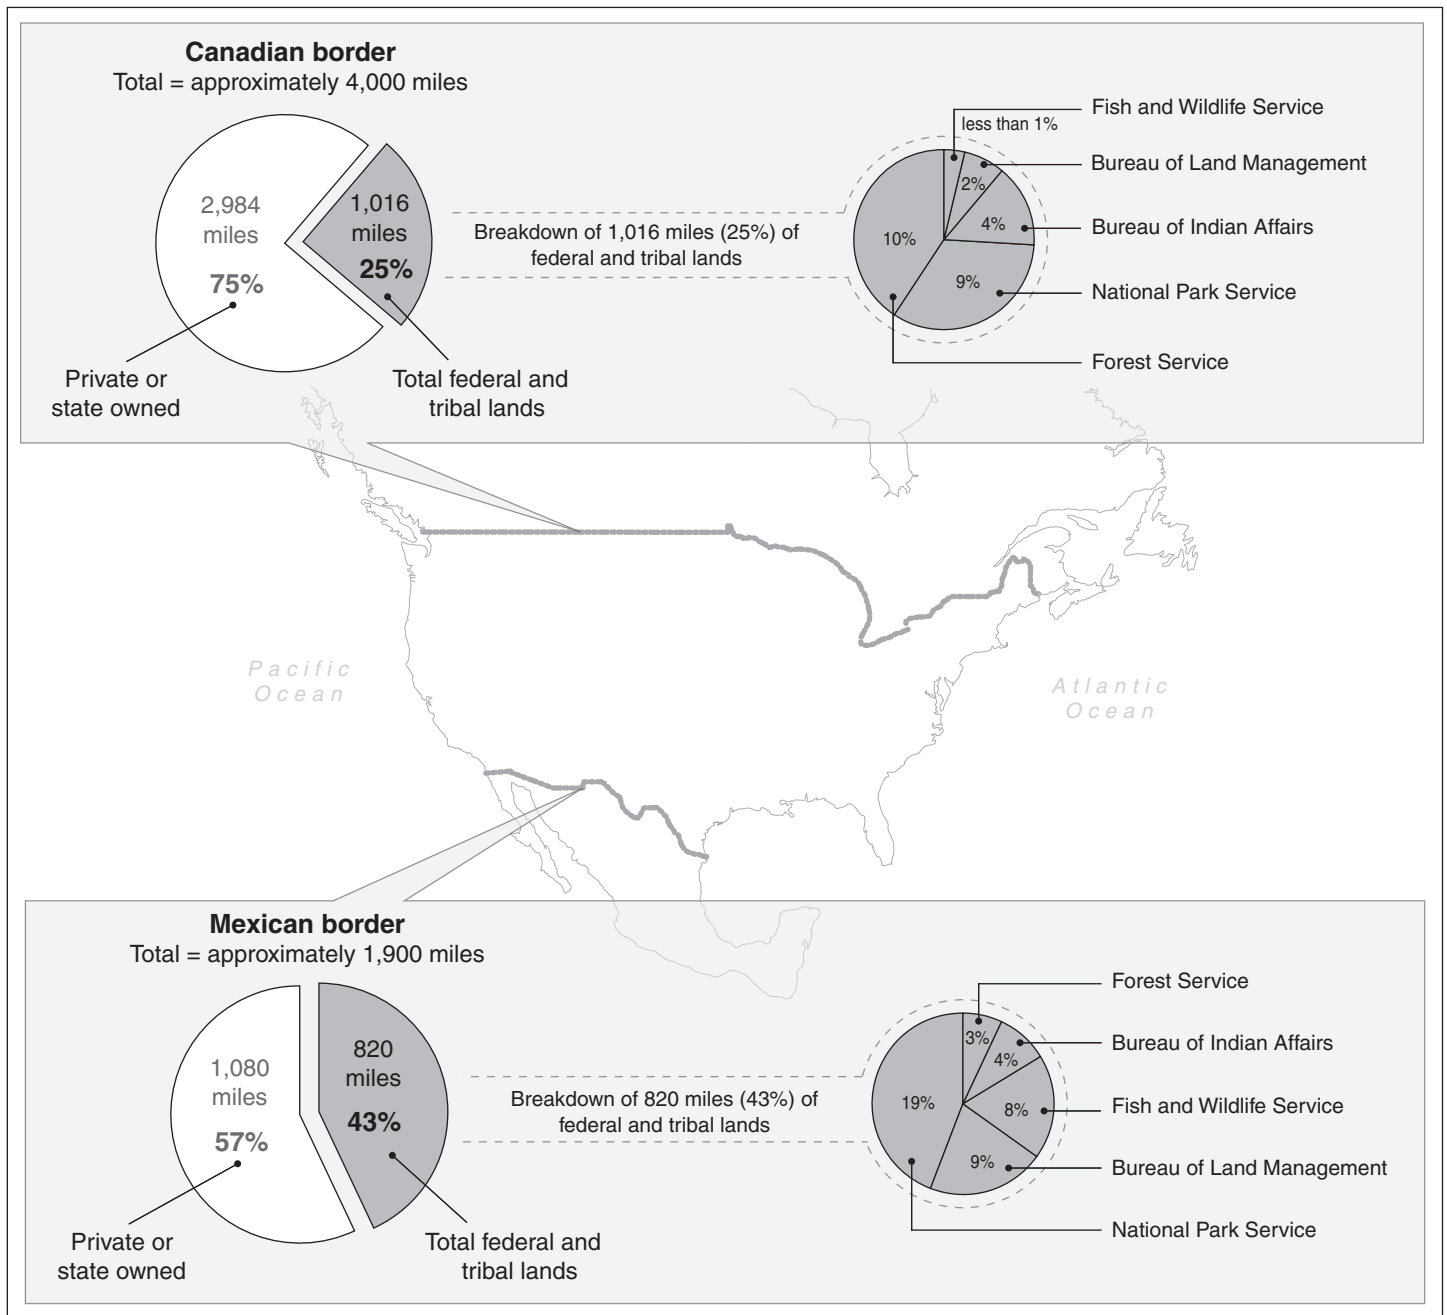 Canadian border
Total = approximately 4,000 miles
2,984
miles
75%
1,016
miles
25%
Private or
state owned
Total federal and
tribal lands
Breakdown of 1,016 miles (25%) of
federal and tribal lands
less than 1%
2%
4%
9%
10%
Fish and Wildlife Service
Bureau of Land Management
Bureau of Indian Affairs
National Park Service
Forest Service
Pacific
Ocean
Atlantic
Ocean
Mexican border
Total = approximately 1,900 miles
1,080
miles
57%
820
miles
43%
Private or
state owned
Total federal and
tribal lands
Breakdown of 820 miles (43%) of
federal and tribal lands
3%
4%
8%
9%
19%
Forest Service
Bureau of Indian Affairs
Fish and Wildlife Service
Bureau of Land Management
National Park Service